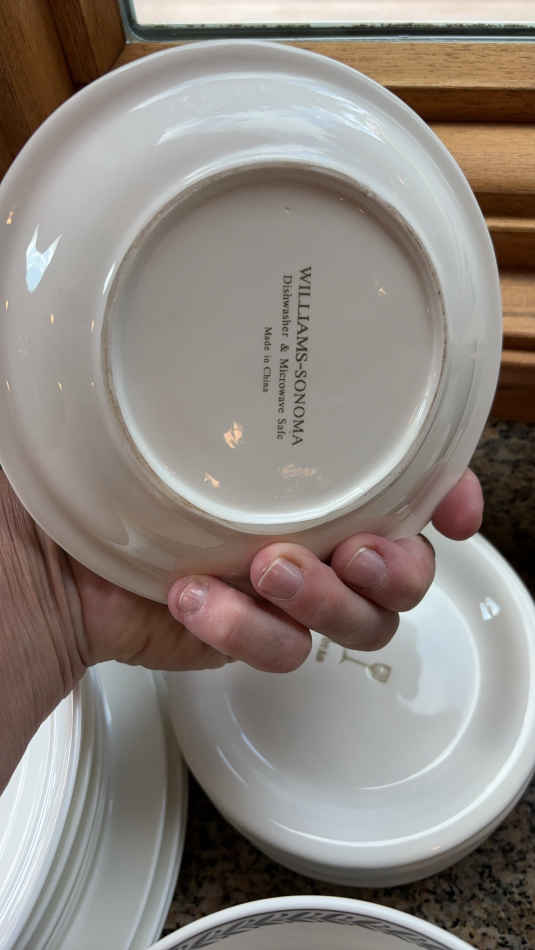 WILLIAMS-SONOMA
Dishwasher & Microwave Safe
Made in China